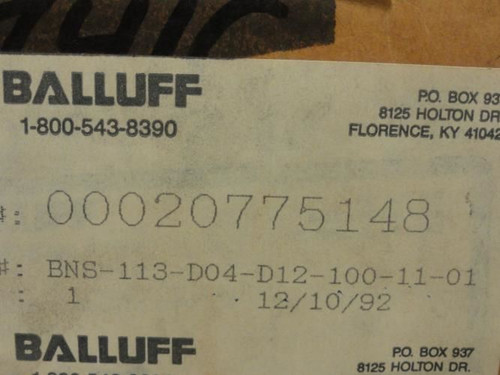 BALLUFF
1-800-543-8390
P.O. BOX 937
8125 HOLTON DR.
FLORENCE, KY 41042
#: 00020775148
#: BNS-113-D04-D12-100-11-01
: 1 12/10/92
BALLUFF
P.O. BOX 937
8125 HOLTON DR.